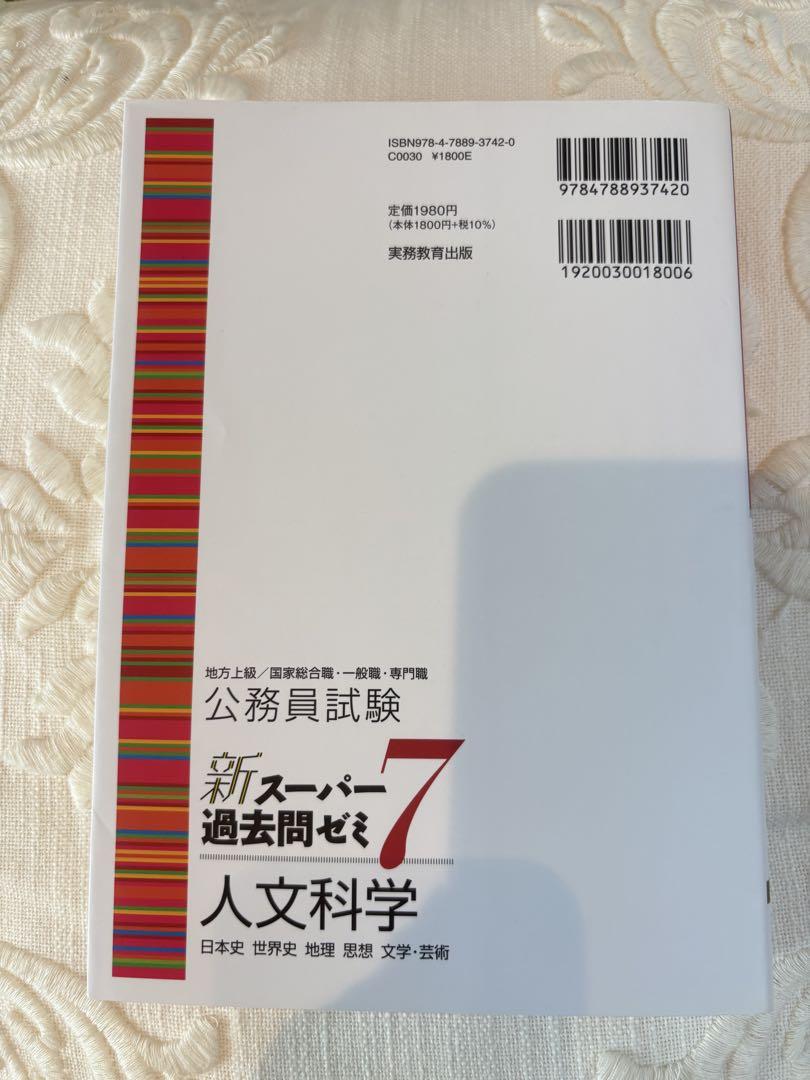 ISBN978-4-7889-3742-0
C0030 ¥1800E
9784788937420
定価1980円
(本体1800円+税10%)
実務教育出版
1920030018006
地方上級/国家総合職・一般職・専門職
公務員試験
新スーパー
過去問ゼミ7
人文科学
日本史 世界史 地理 思想 文学・芸術